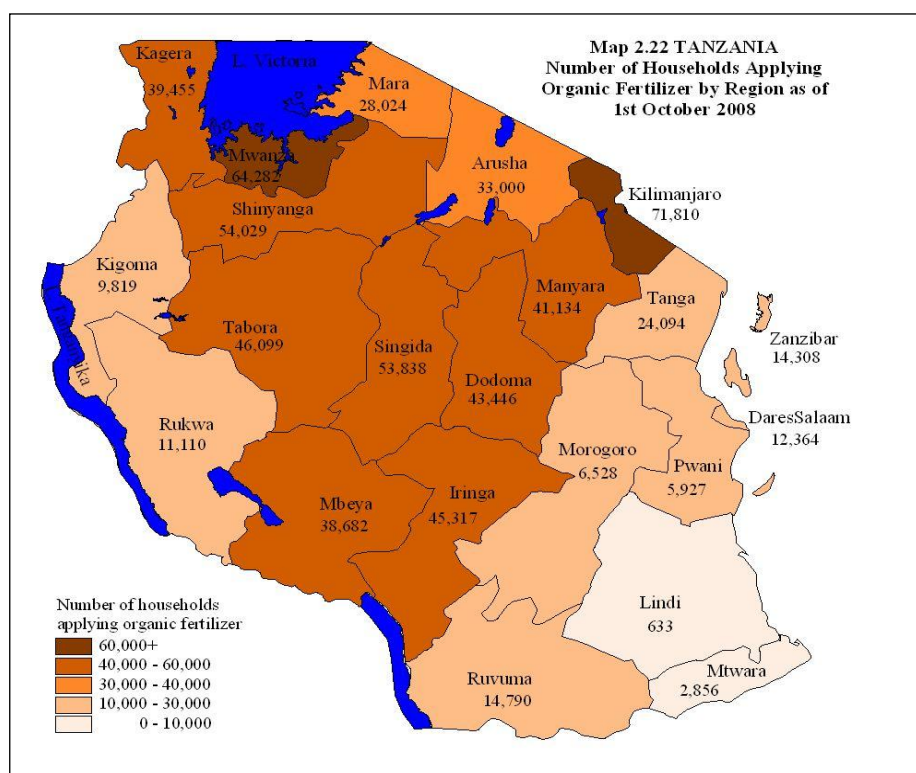 Map 2.22 TANZANIA
Number of Households Applying
Organic Fertilizer by Region as of
1st October 2008
Kagera
39,455
L. Victoria
Mara
28,024
Mwanza
64,282
Arusha
33,000
Kilimanjaro
71,810
Shinyanga
54,029
Kigoma
9,819
Manyara
41,134
Tanga
24,094
Zanzibar
14,308
Tabora
46,099
Singida
53,838
Dodoma
43,446
L. Tanganyika
DaresSalaam
12,364
Rukwa
11,110
Morogoro
6,528
Pwani
5,927
Mbeya
38,682
Iringa
45,317
Lindi
633
Mtwara
2,856
Ruvuma
14,790
Number of households
applying organic fertilizer
60,000+
40,000 - 60,000
30,000 - 40,000
10,000 - 30,000
0 - 10,000